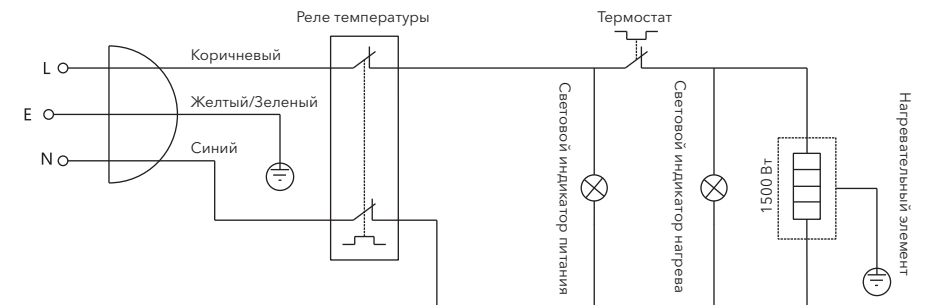 Реле температуры
Термостат
L
Коричневый
E
Желтый/Зеленый
N
Синий
Световой индикатор питания
Световой индикатор нагрева
1500 Вт
Нагревательный элемент